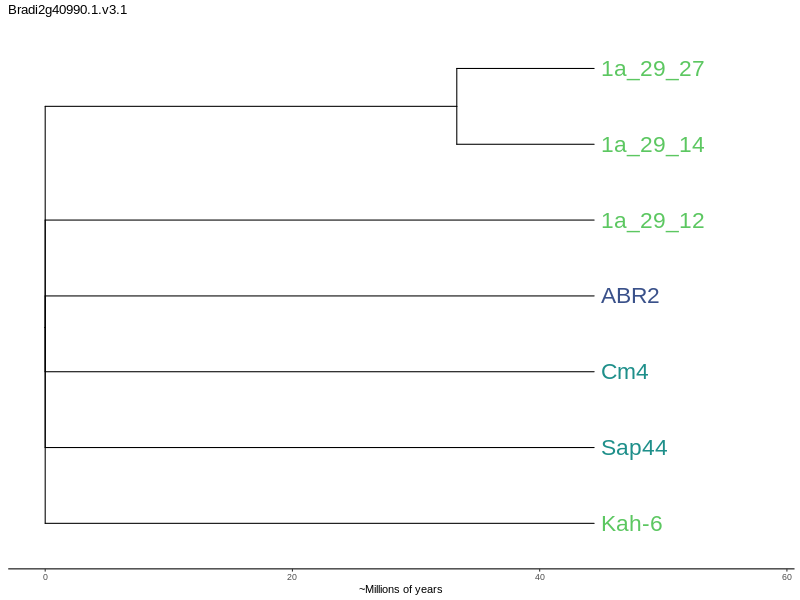 Bradi2g40990.1.v3.1
1a_29_27
1a_29_14
1a_29_12
ABR2
Cm4
Sap44
Kah-6
0 20 40 60
~Millions of years